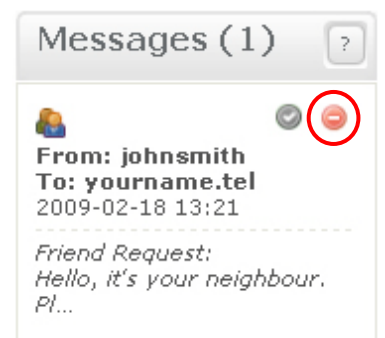 Messages (1) ?
From: johnsmith
To: yourname.tel
2009-02-18 13:21
Friend Request:
Hello, it's your neighbour.
Pl...